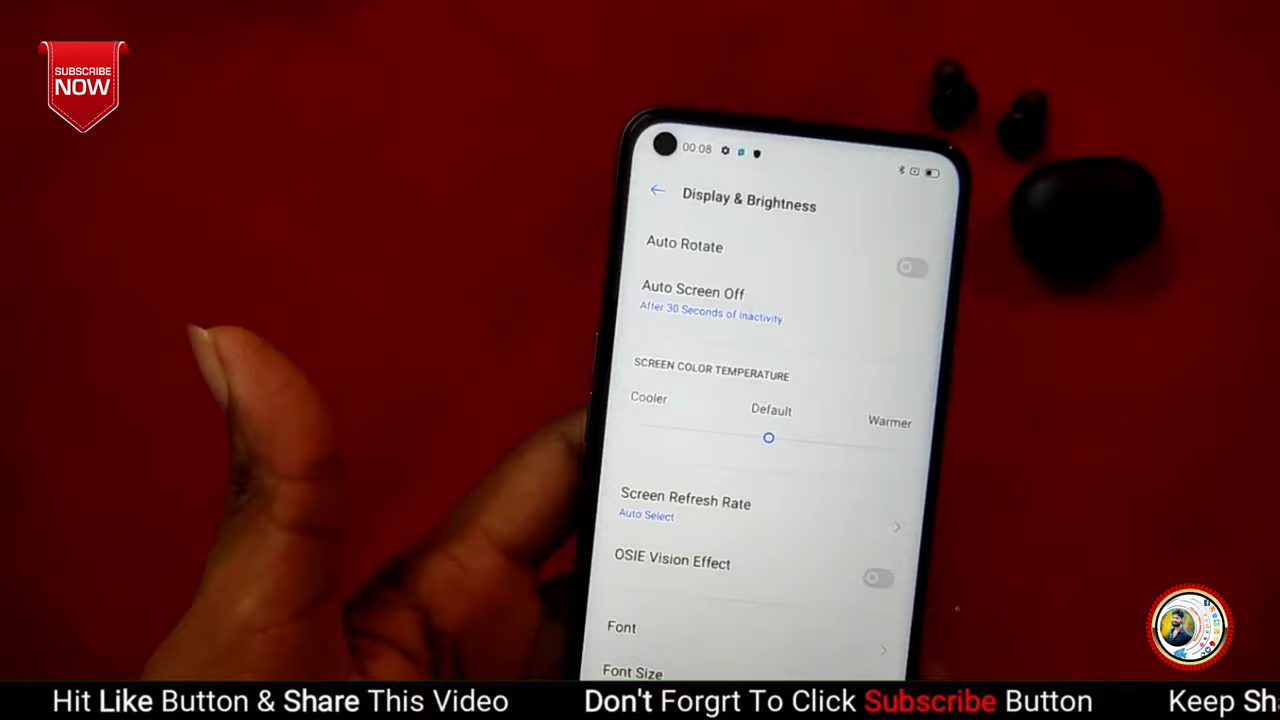 SUBSCRIBE
NOW
00:08
Display & Brightness
Auto Rotate
Auto Screen Off
After 30 Seconds of Inactivity
SCREEN COLOR TEMPERATURE
Cooler
Default
Warmer
Screen Refresh Rate
Auto Select
OSIE Vision Effect
Font
Font Size
Hit Like Button & Share This Video Don't Forgrt To Click Subscribe Button Keep Sh